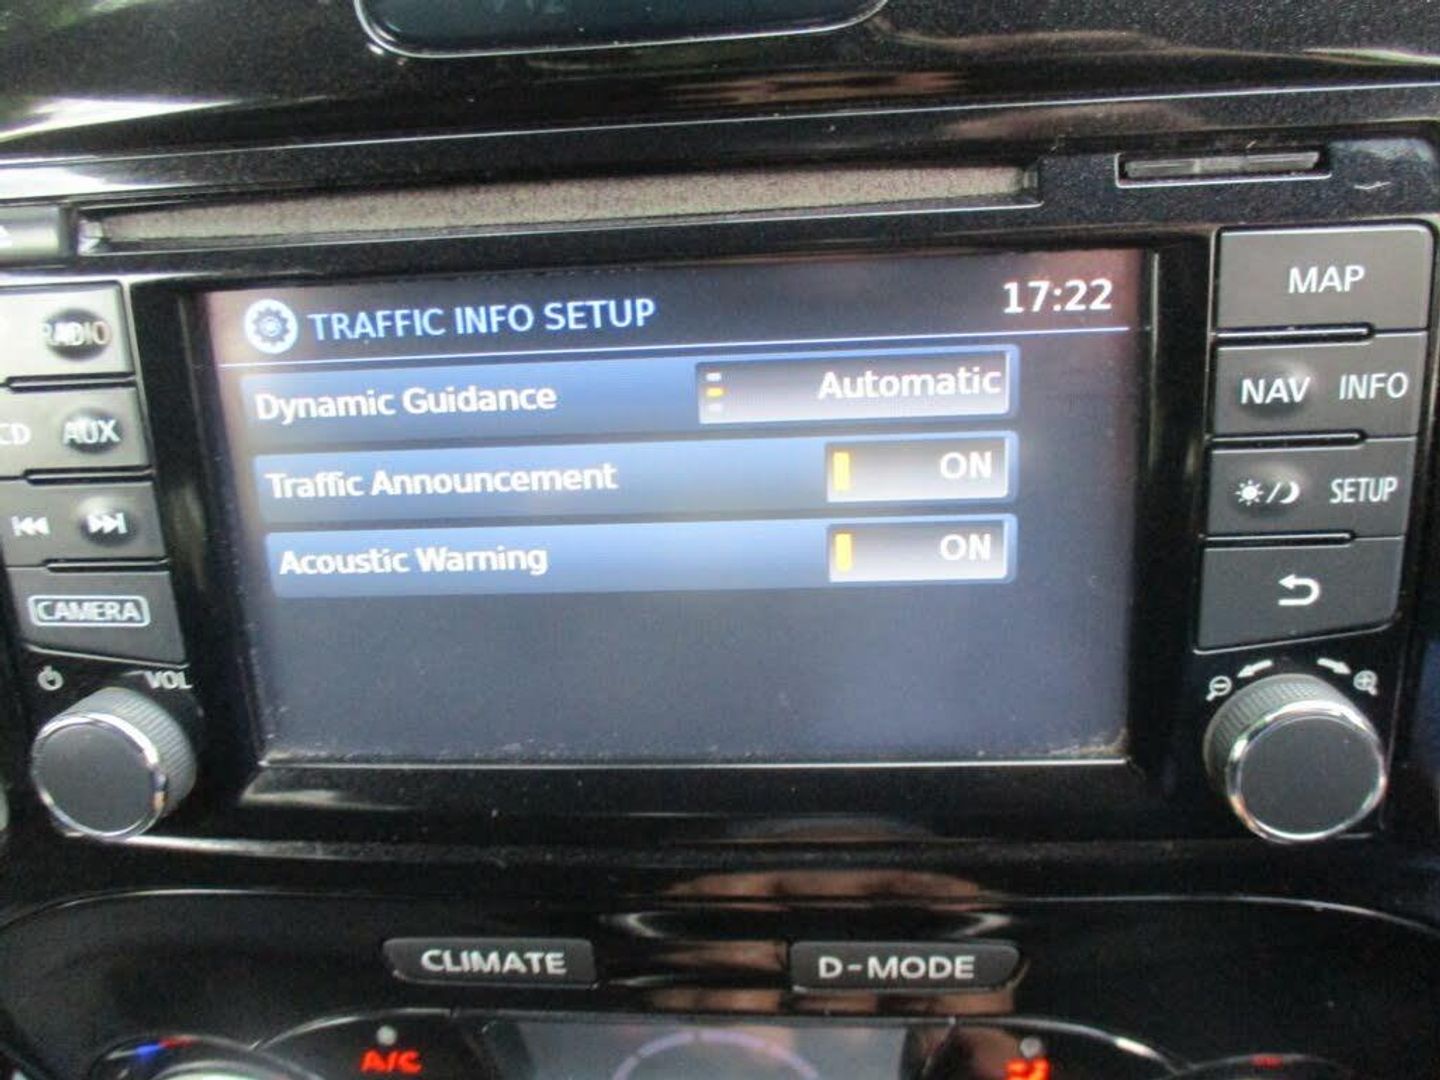 TRAFFIC INFO SETUP 17:22
Dynamic Guidance Automatic
Traffic Announcement ON
Acoustic Warning ON
RADIO
CD AUX
CAMERA
VOL
MAP
NAV INFO
SETUP
CLIMATE D-MODE
A/C